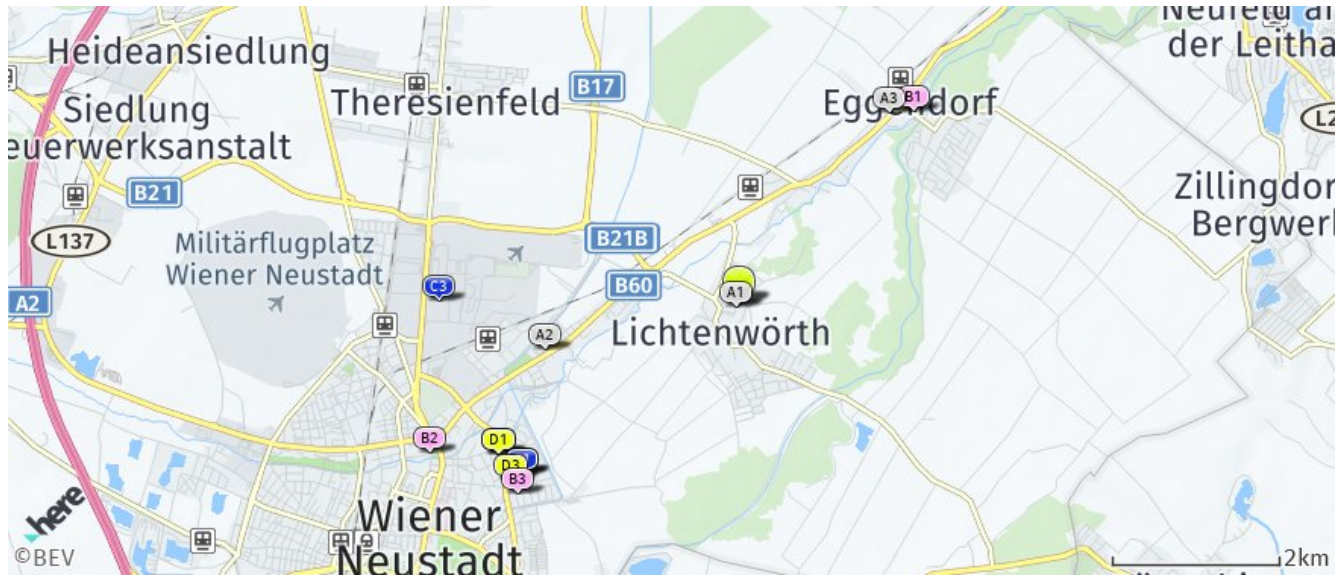 Heideansiedlung
der Leitha
B17
Theresienfeld
Eggendorf
A3
B1
Siedlung
euerwerksanstalt
B21
L137
Militärflugplatz
Wiener Neustadt
B21B
Zillingdor
Bergwer
A2
C3
B60
A1
Lichtenwörth
A2
B2
D1
D3
B3
Wiener
Neustadt
here
©BEV
2km